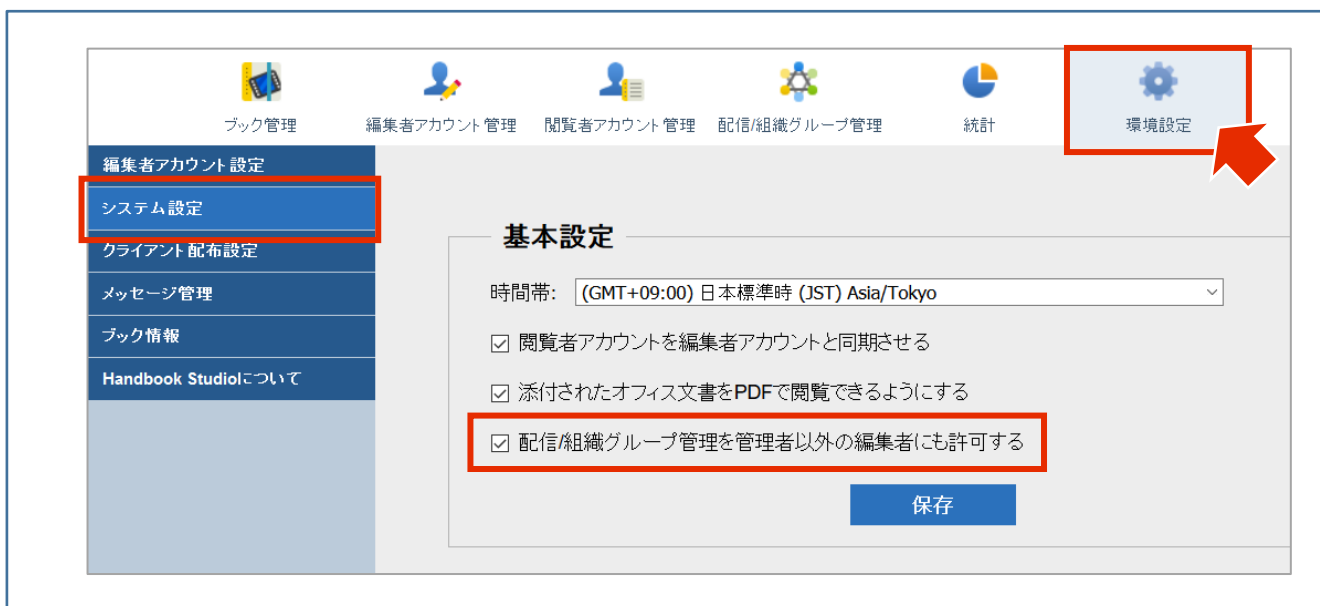 ブック管理
編集者アカウント管理
閲覧者アカウント管理
配信/組織グループ管理
統計
環境設定
編集者アカウント設定
システム設定
クライアント配布設定
メッセージ管理
ブック情報
Handbook Studioについて
基本設定
時間帯: (GMT+09:00) 日本標準時 (JST) Asia/Tokyo
閲覧者アカウントを編集者アカウントと同期させる
添付されたオフィス文書をPDFで閲覧できるようにする
配信/組織グループ管理を管理者以外の編集者にも許可する
保存